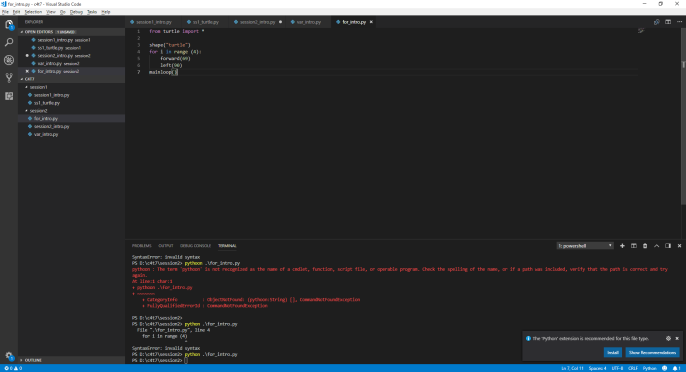 for_intro.py - c4t7 - Visual Studio Code
File Edit Selection View Go Debug Tasks Help
EXPLORER
session1_intro.py
ss1_turtle.py
session2_intro.py
var_intro.py
for_intro.py
OPEN EDITORS 1 UNSAVED
session1_intro.py session1
ss1_turtle.py session1
session2_intro.py session2
var_intro.py session2
for_intro.py session2
C4T7
session1
session1_intro.py
ss1_turtle.py
session2
for_intro.py
session2_intro.py
var_intro.py
OUTLINE
1 from turtle import *
2
3 shape("turtle")
4 for i in range (4):
5 forward(69)
6 left(90)
7 mainloop()
PROBLEMS OUTPUT DEBUG CONSOLE TERMINAL
1: powershell
SyntaxError: invalid syntax
PS D:\c4t7\session2> pythoon .\for_intro.py
pythoon : The term 'pythoon' is not recognized as the name of a cmdlet, function, script file, or operable program. Check the spelling of the name, or if a path was included, verify that the path is correct and try
again.
At line:1 char:1
+ pythoon .\for_intro.py
+ ~~~~~~~
+ CategoryInfo : ObjectNotFound: (pythoon:String) [], CommandNotFoundException
+ FullyQualifiedErrorId : CommandNotFoundException
PS D:\c4t7\session2>
PS D:\c4t7\session2> python .\for_intro.py
File ".\for_intro.py", line 4
for i in range (4)
^
SyntaxError: invalid syntax
PS D:\c4t7\session2> python .\for_intro.py
PS D:\c4t7\session2>
The 'Python' extension is recommended for this file type.
Install Show Recommendations
0 0
Ln 7, Col 11 Spaces: 4 UTF-8 CRLF Python 1